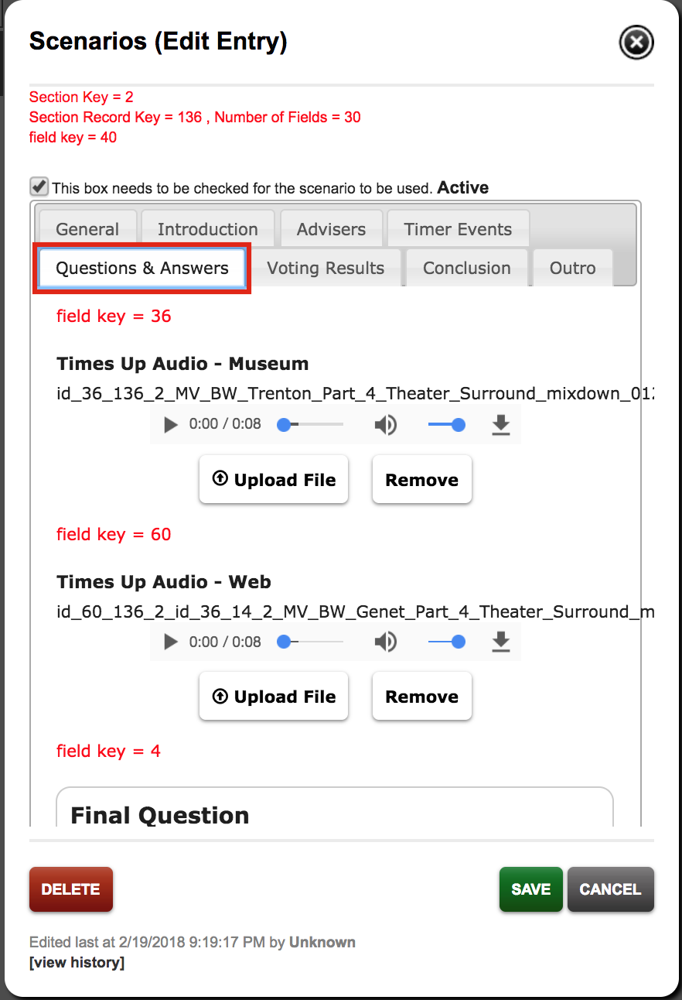 Scenarios (Edit Entry)
Section Key = 2
Section Record Key = 136 , Number of Fields = 30
field key = 40
This box needs to be checked for the scenario to be used. Active
General Introduction Advisers Timer Events
Questions & Answers Voting Results Conclusion Outro
field key = 36
Times Up Audio - Museum
id_36_136_2_MV_BW_Trenton_Part_4_Theater_Surround_mixdown_012
0:00 / 0:08
Upload File Remove
field key = 60
Times Up Audio - Web
id_60_136_2_id_36_14_2_MV_BW_Genet_Part_4_Theater_Surround_m
0:00 / 0:08
Upload File Remove
field key = 4
Final Question
DELETE SAVE CANCEL
Edited last at 2/19/2018 9:19:17 PM by Unknown
[view history]